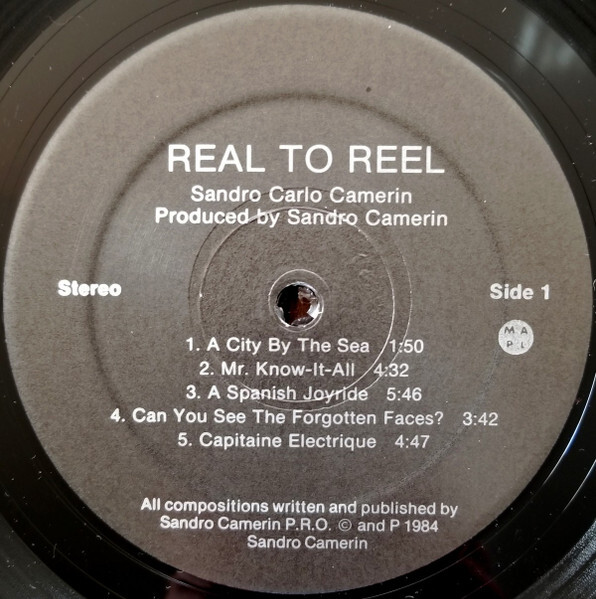 REAL TO REEL
Sandro Carlo Camerin
Produced by Sandro Camerin
Stereo
Side 1
M A
P L
1. A City By The Sea 1:50
2. Mr. Know-It-All 4:32
3. A Spanish Joyride 5:46
4. Can You See The Forgotten Faces? 3:42
5. Capitaine Electrique 4:47
All compositions written and published by
Sandro Camerin P.R.O. © and P 1984
Sandro Camerin